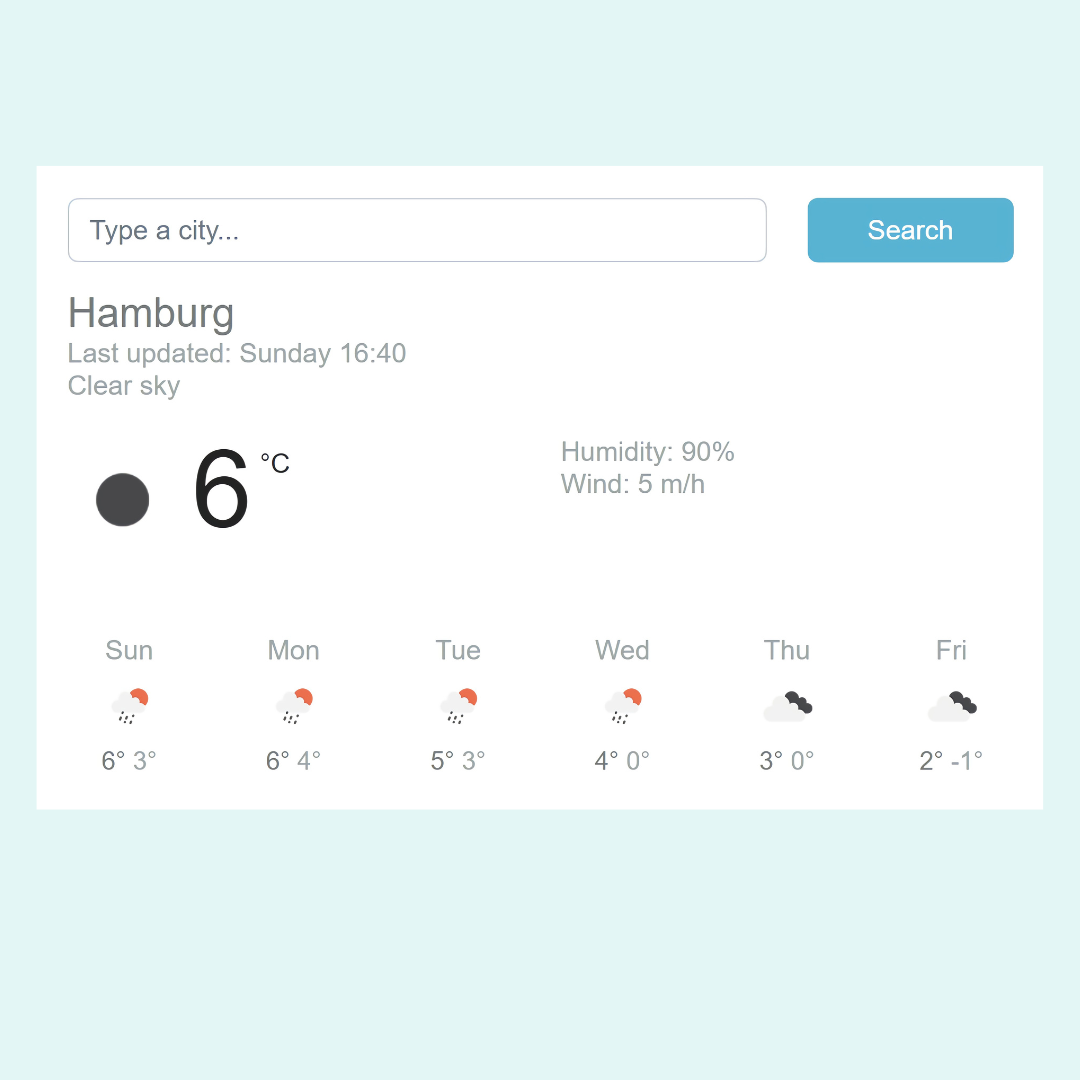 Type a city...
Search
Hamburg
Last updated: Sunday 16:40
Clear sky
6 °C
Humidity: 90%
Wind: 5 m/h
Sun Mon Tue Wed Thu Fri
6° 3° 6° 4° 5° 3° 4° 0° 3° 0° 2° -1°